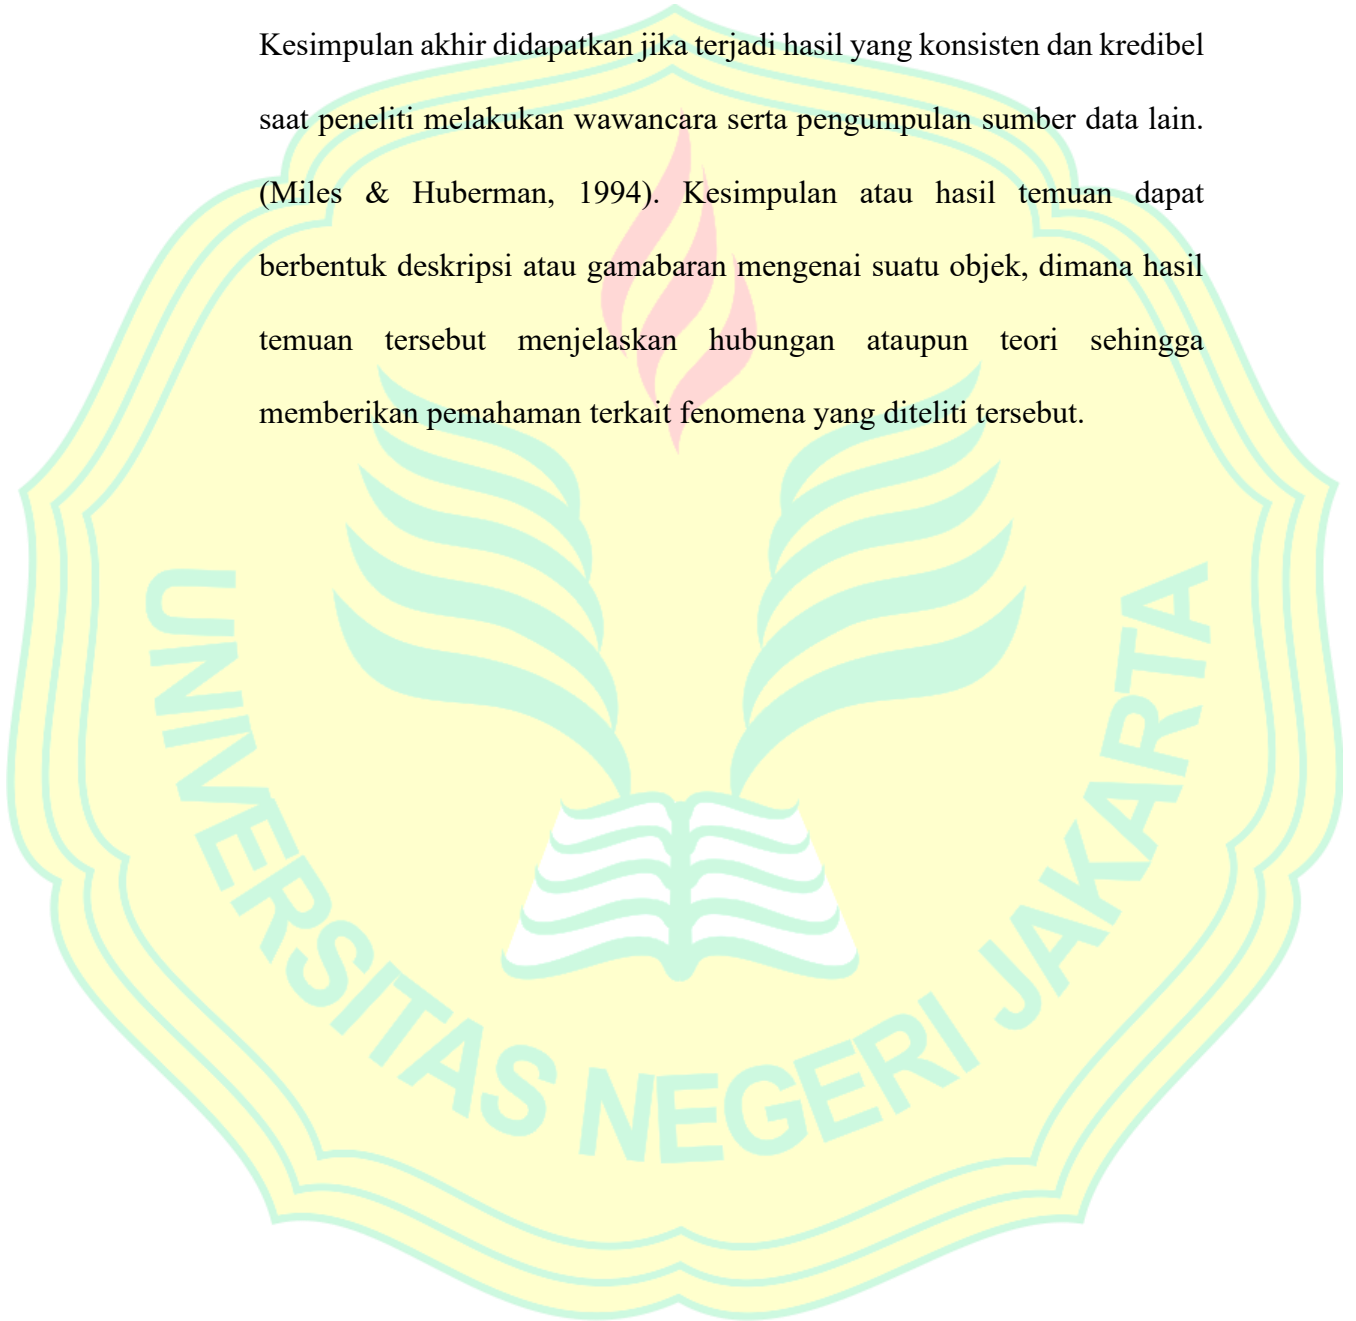 Kesimpulan akhir didapatkan jika terjadi hasil yang konsisten dan kredibel
saat peneliti melakukan wawancara serta pengumpulan sumber data lain.
(Miles & Huberman, 1994). Kesimpulan atau hasil temuan dapat
berbentuk deskripsi atau gamabaran mengenai suatu objek, dimana hasil
temuan tersebut menjelaskan hubungan ataupun teori sehingga
memberikan pemahaman terkait fenomena yang diteliti tersebut.
UNIVERSITAS NEGERI JAKARTA